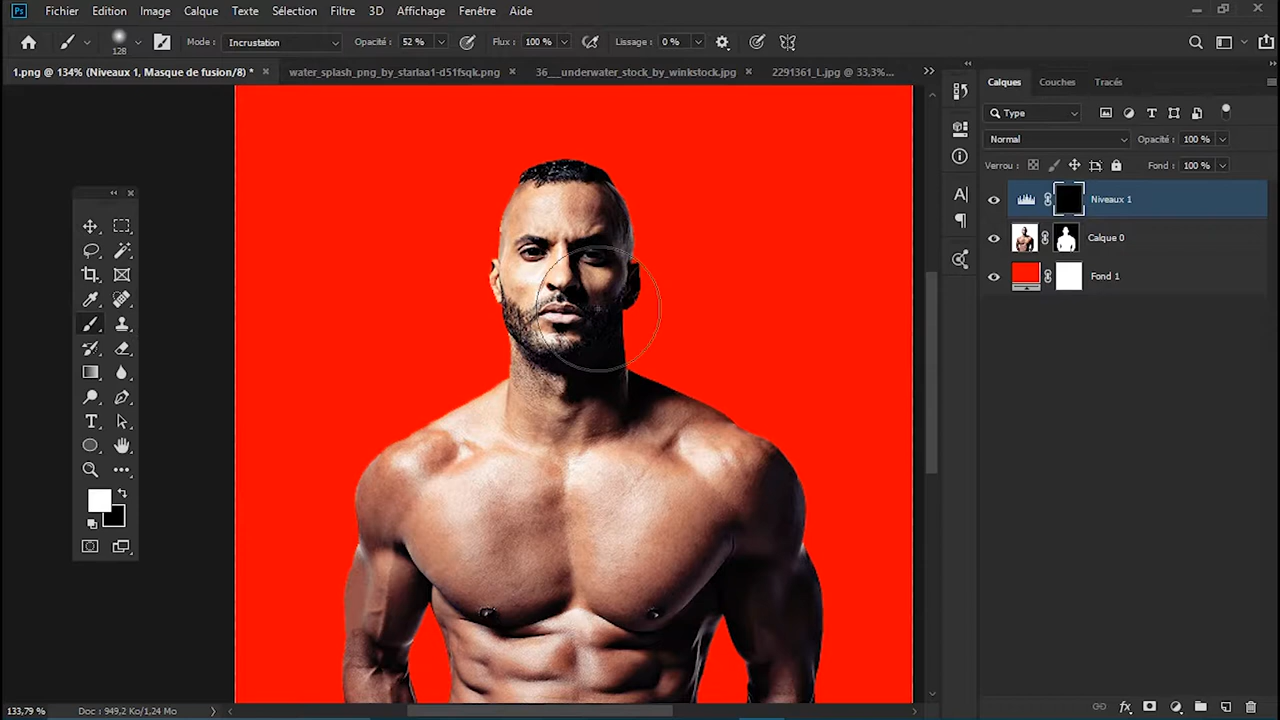 Ps Fichier Edition Image Calque Texte Sélection Filtre 3D Affichage Fenêtre Aide
128 Mode : Incrustation Opacité : 52 % Flux : 100 % Lissage : 0 %
1.png @ 134% (Niveaux 1, Masque de fusion/8) * water_splash_png_by_starlaa1-d51fsqk.png 36__underwater_stock_by_winkstock.jpg 2291361_L.jpg @ 33,3%...
Calques Couches Tracés
Type
Normal Opacité : 100 %
Verrou : Fond : 100 %
Niveaux 1
Calque 0
Fond 1
133,79 % Doc : 949,2 Ko/1,24 Mo